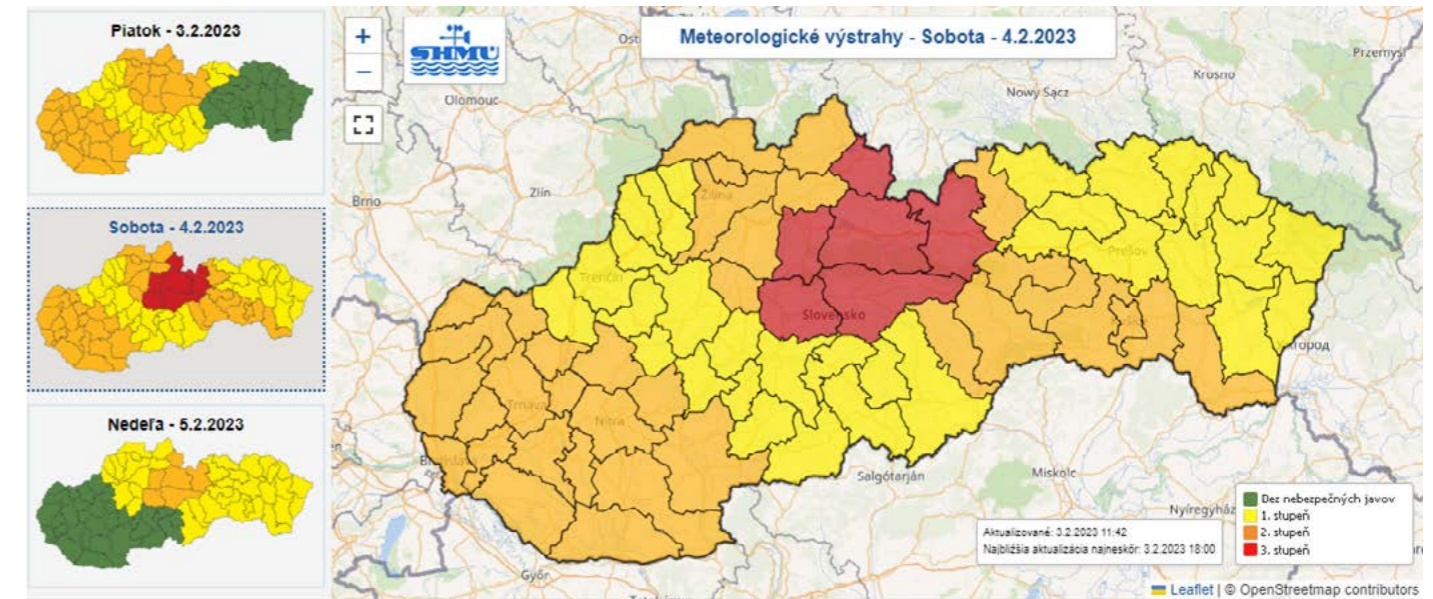 Piatok - 3.2.2023
Sobota - 4.2.2023
Nedeľa - 5.2.2023
+
−
SHMÚ
Meteorologické výstrahy - Sobota - 4.2.2023
Przemyśl
Krosno
Nowy Sącz
Olomouc
Zlín
Brno
Žilina
Trenčín
Prešov
Slovensko
Trnava
Nitra
Bratislava
Salgótarján
Miskolc
Győr
Bez nebezpečných javov
1. stupeň
2. stupeň
3. stupeň
Aktualizované: 3.2.2023 11:42
Najbližšia aktualizácia najneskôr: 3.2.2023 18:00
Leaflet | © OpenStreetmap contributors